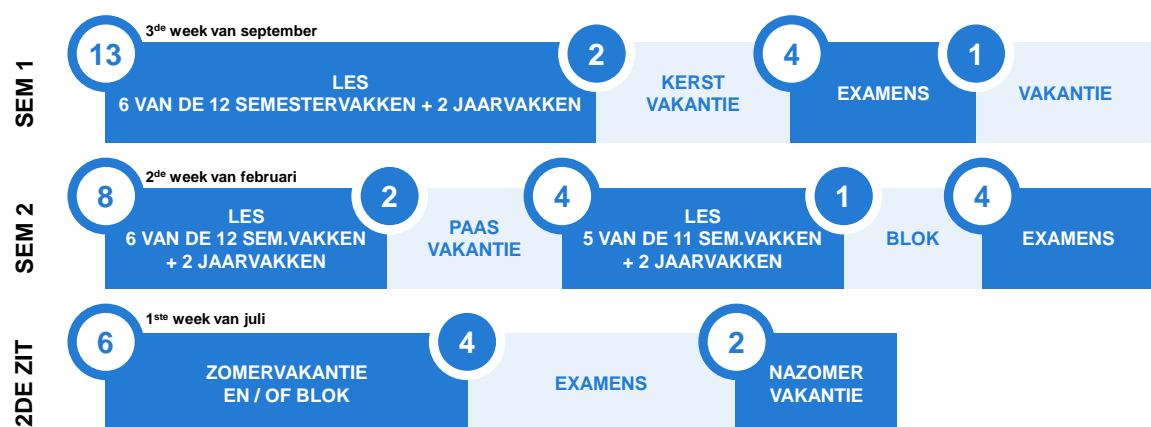 SEM 1
3de week van september
13
LES
6 VAN DE 12 SEMESTERVAKKEN + 2 JAARVAKKEN
2
KERST
VAKANTIE
4
EXAMENS
1
VAKANTIE
SEM 2
2de week van februari
8
LES
6 VAN DE 12 SEM.VAKKEN
+ 2 JAARVAKKEN
2
PAAS
VAKANTIE
4
LES
5 VAN DE 11 SEM.VAKKEN
+ 2 JAARVAKKEN
1
BLOK
4
EXAMENS
2DE ZIT
1ste week van juli
6
ZOMERVAKANTIE
EN / OF BLOK
4
EXAMENS
2
NAZOMER
VAKANTIE